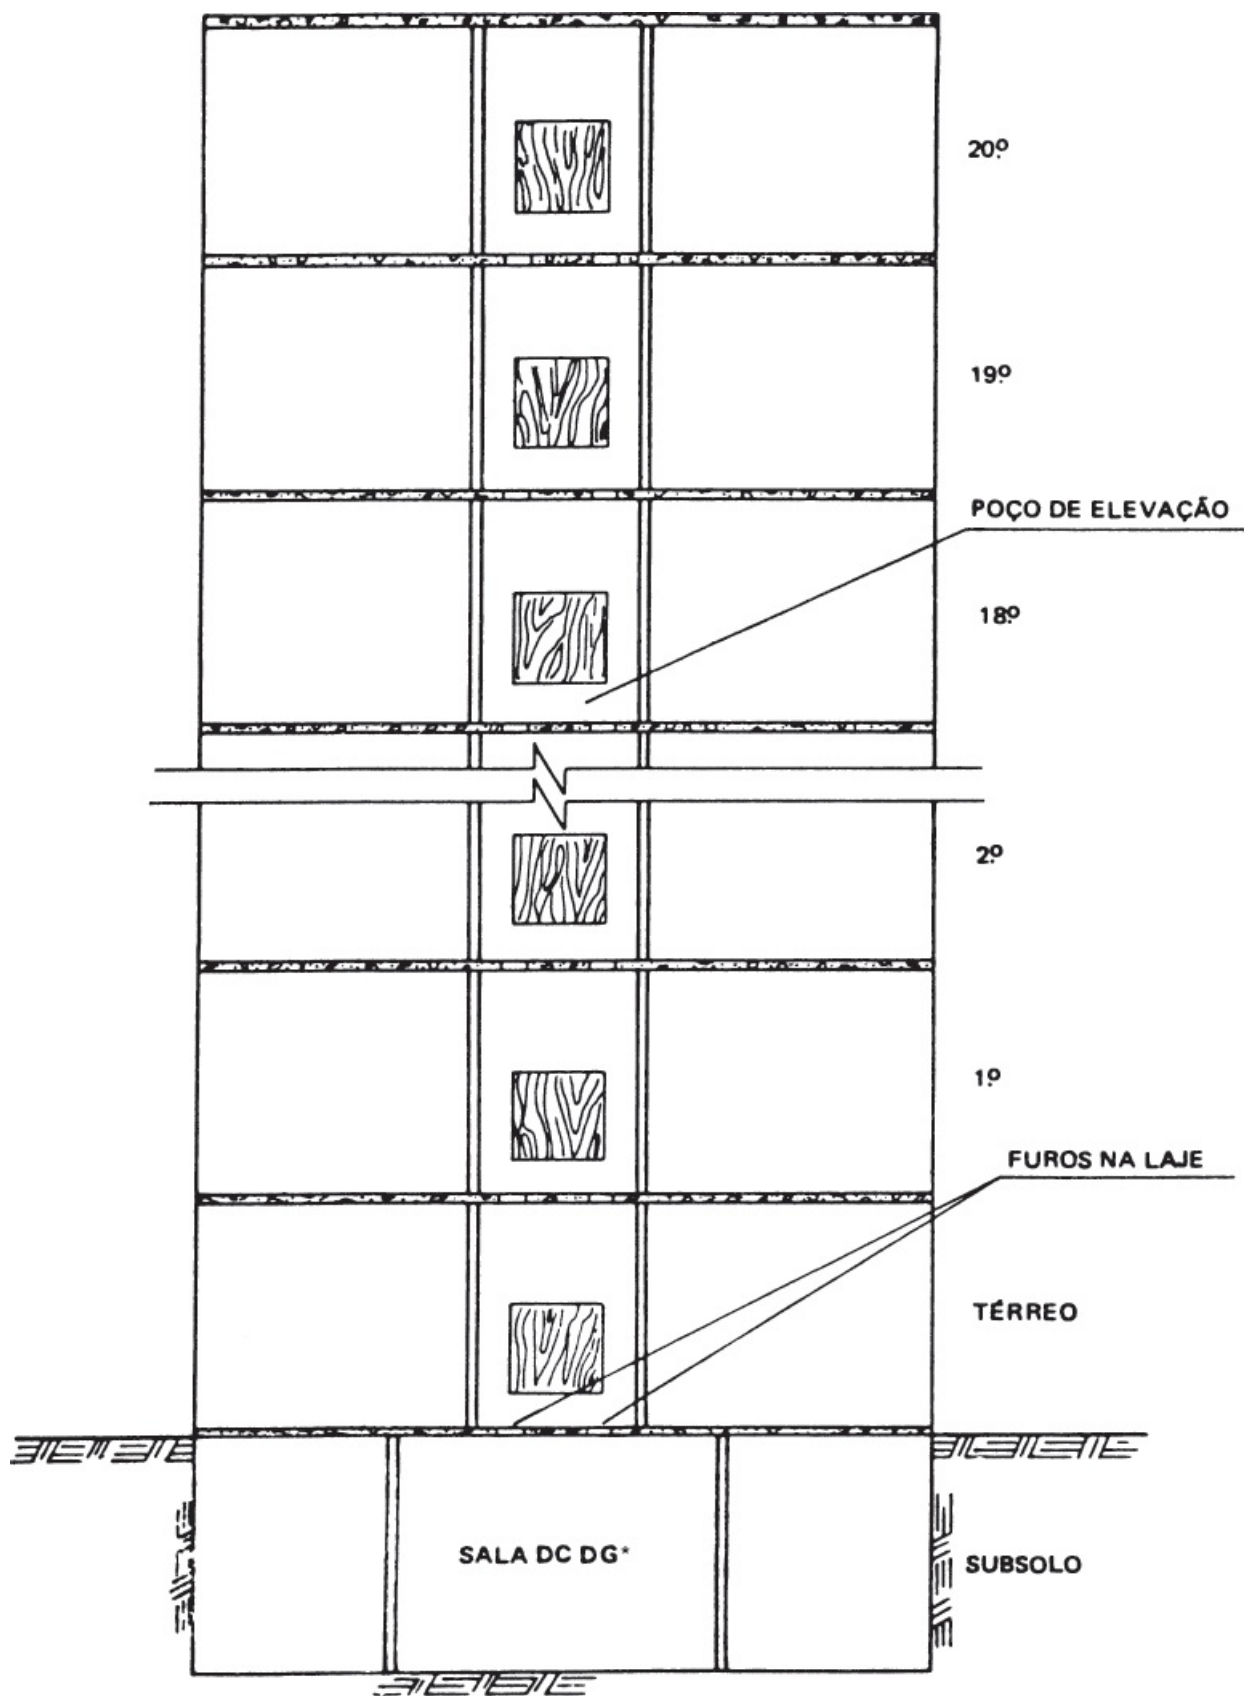 20º
19º
POÇO DE ELEVAÇÃO
18º
2º
1º
FUROS NA LAJE
TÉRREO
SALA DC DG*
SUBSOLO